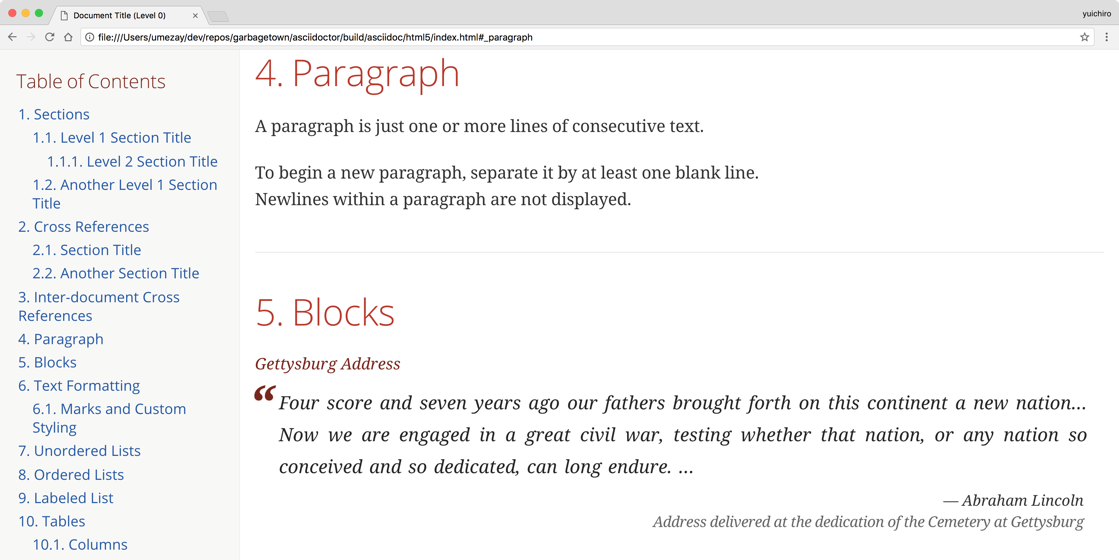 Document Title (Level 0)
yuichiro
file:///Users/umezay/dev/repos/garbagetown/asciidoctor/build/asciidoc/html5/index.html#_paragraph
Table of Contents
1. Sections
1.1. Level 1 Section Title
1.1.1. Level 2 Section Title
1.2. Another Level 1 Section
Title
2. Cross References
2.1. Section Title
2.2. Another Section Title
3. Inter-document Cross
References
4. Paragraph
5. Blocks
6. Text Formatting
6.1. Marks and Custom
Styling
7. Unordered Lists
8. Ordered Lists
9. Labeled List
10. Tables
10.1. Columns
4. Paragraph
A paragraph is just one or more lines of consecutive text.
To begin a new paragraph, separate it by at least one blank line.
Newlines within a paragraph are not displayed.
5. Blocks
Gettysburg Address
“ Four score and seven years ago our fathers brought forth on this continent a new nation…
Now we are engaged in a great civil war, testing whether that nation, or any nation so
conceived and so dedicated, can long endure. …
— Abraham Lincoln
Address delivered at the dedication of the Cemetery at Gettysburg